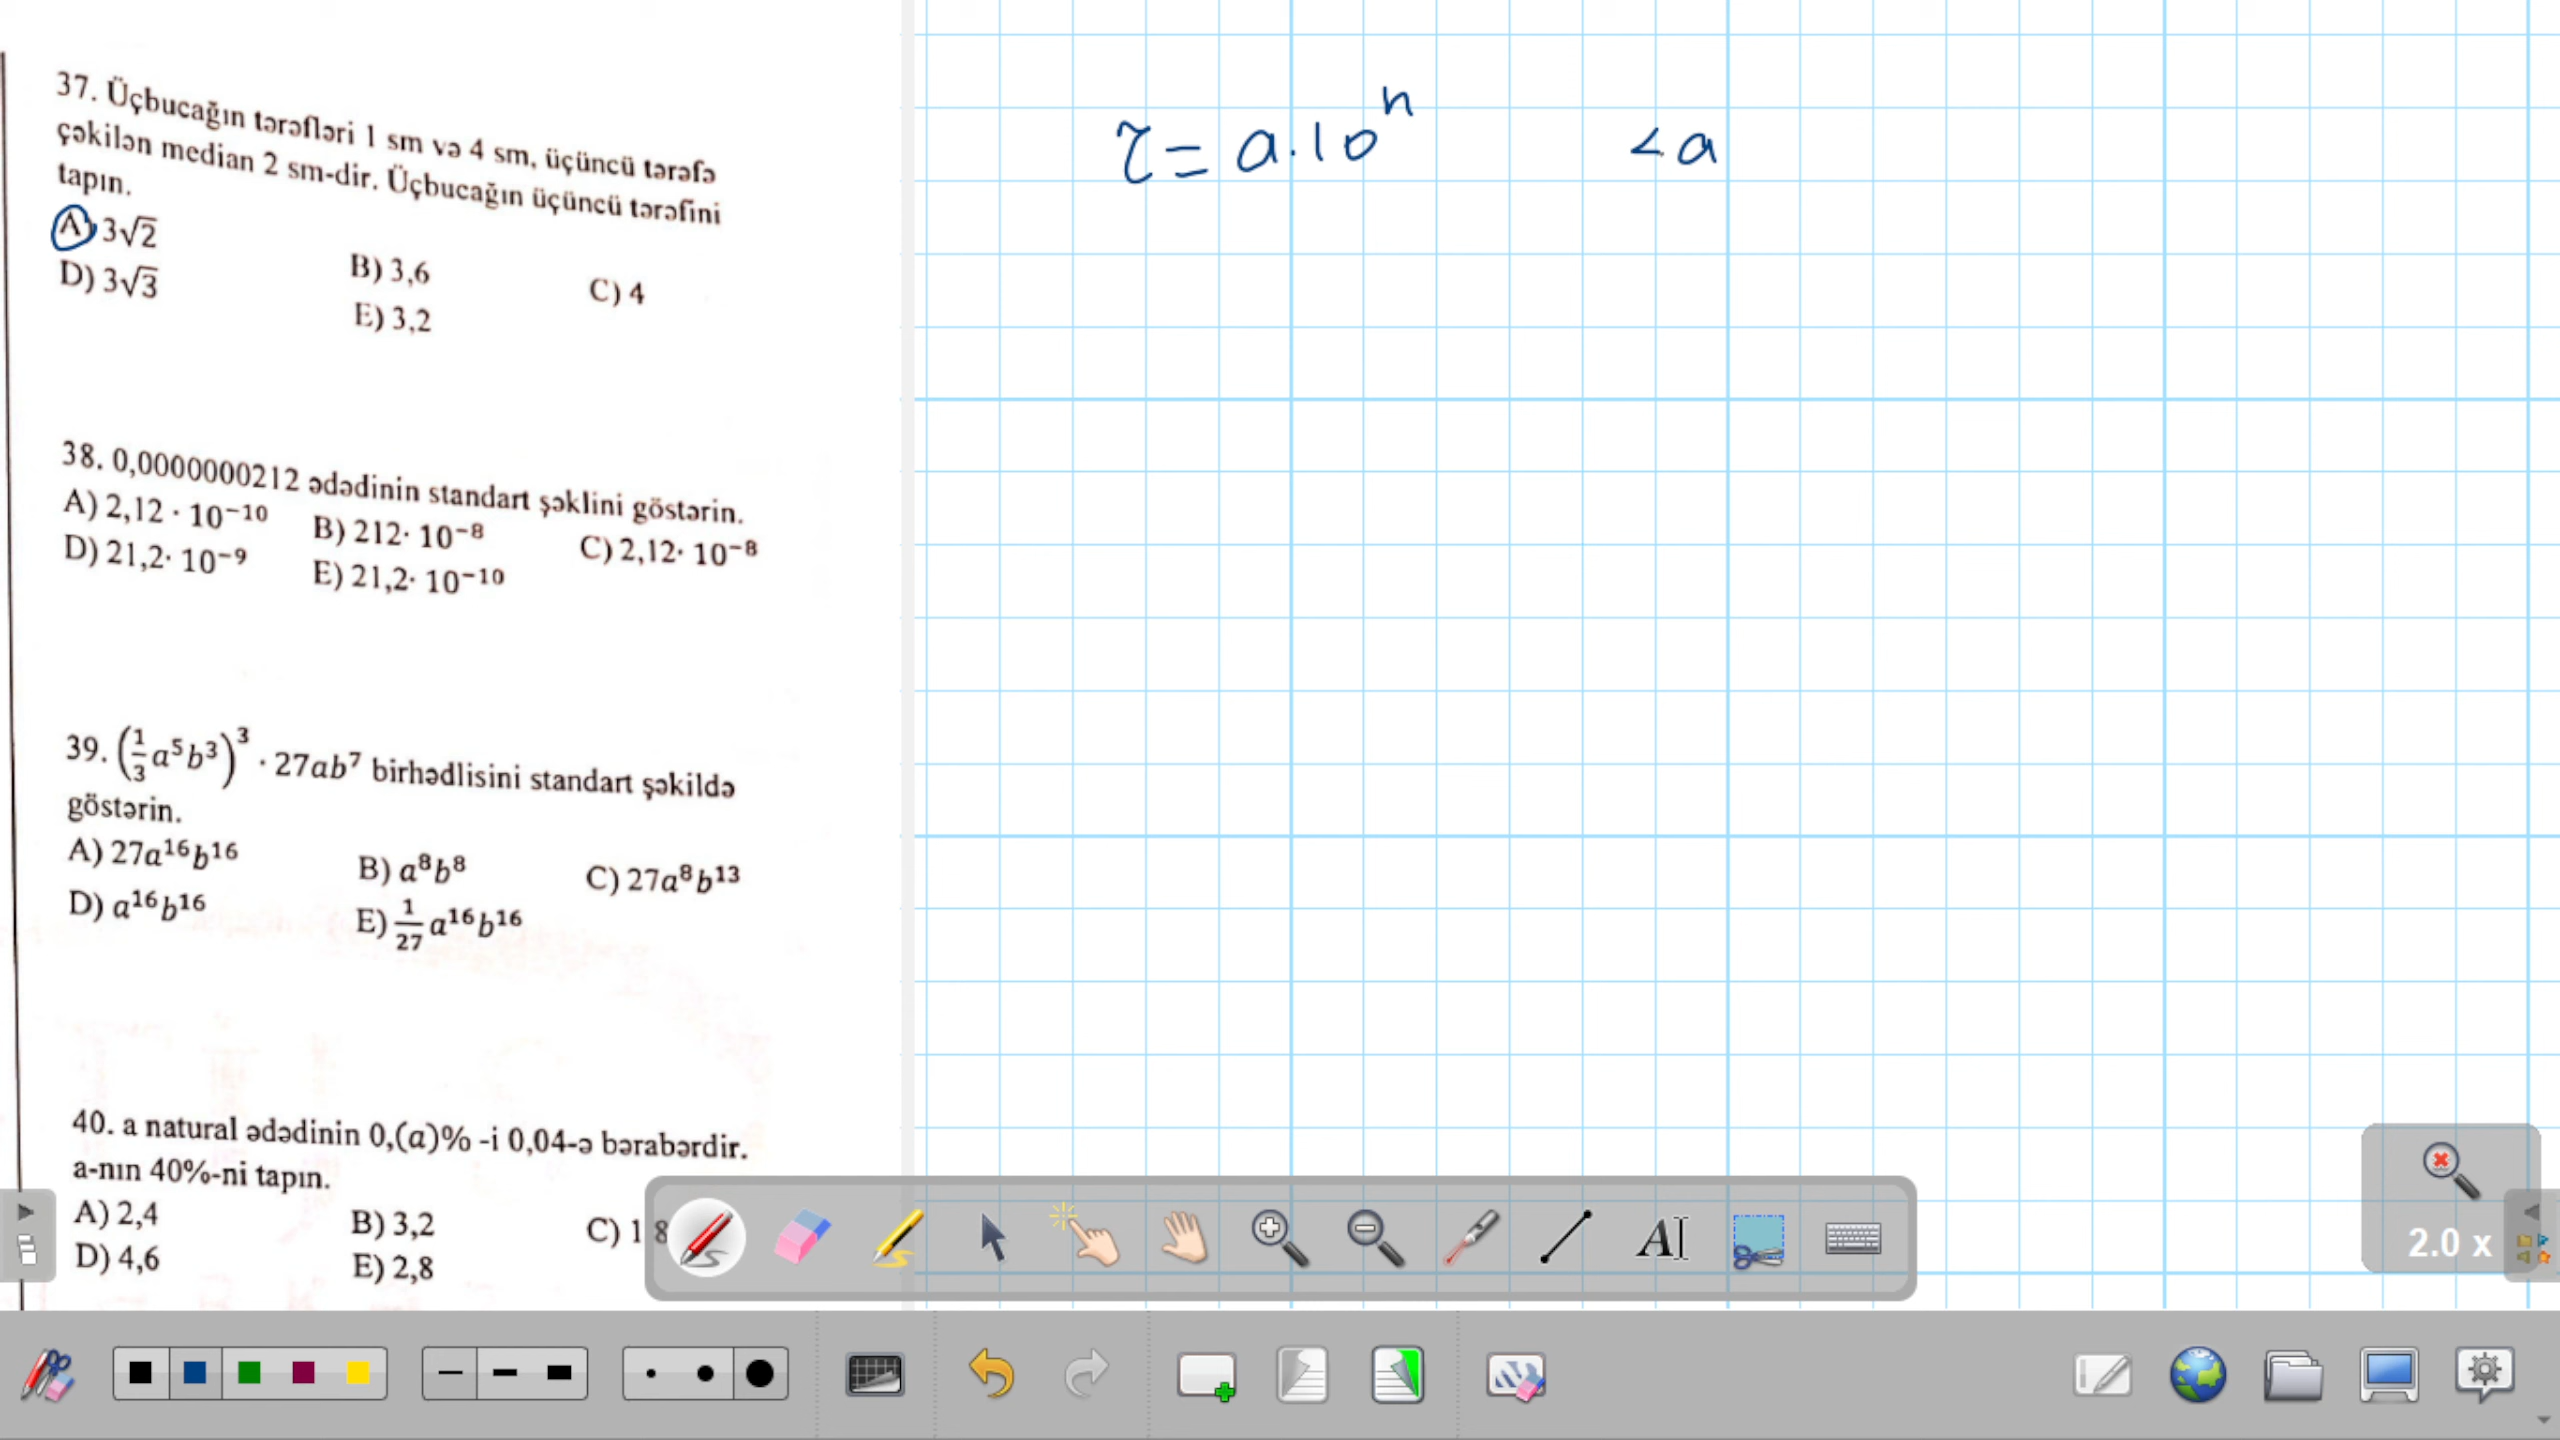 37. Üçbucağın tərəfləri 1 sm və 4 sm, üçüncü tərəfə
çəkilən median 2 sm-dir. Üçbucağın üçüncü tərəfini
tapın.
A) 3√2 B) 3,6 C) 4
D) 3√3 E) 3,2
38. 0,0000000212 ədədinin standart şəklini göstərin.
A) 2,12 · 10⁻¹⁰ B) 212· 10⁻⁸ C) 2,12· 10⁻⁸
D) 21,2· 10⁻⁹ E) 21,2· 10⁻¹⁰
39. (1/3 a⁵b³)³ · 27ab⁷ birhədlisini standart şəkildə
göstərin.
A) 27a¹⁶b¹⁶ B) a⁸b⁸ C) 27a⁸b¹³
D) a¹⁶b¹⁶ E) 1/27 a¹⁶b¹⁶
40. a natural ədədinin 0,(a)% -i 0,04-ə bərabərdir.
a-nın 40%-ni tapın.
A) 2,4 B) 3,2 C) 1 8
D) 4,6 E) 2,8
= a·10ⁿ < a
2.0 x